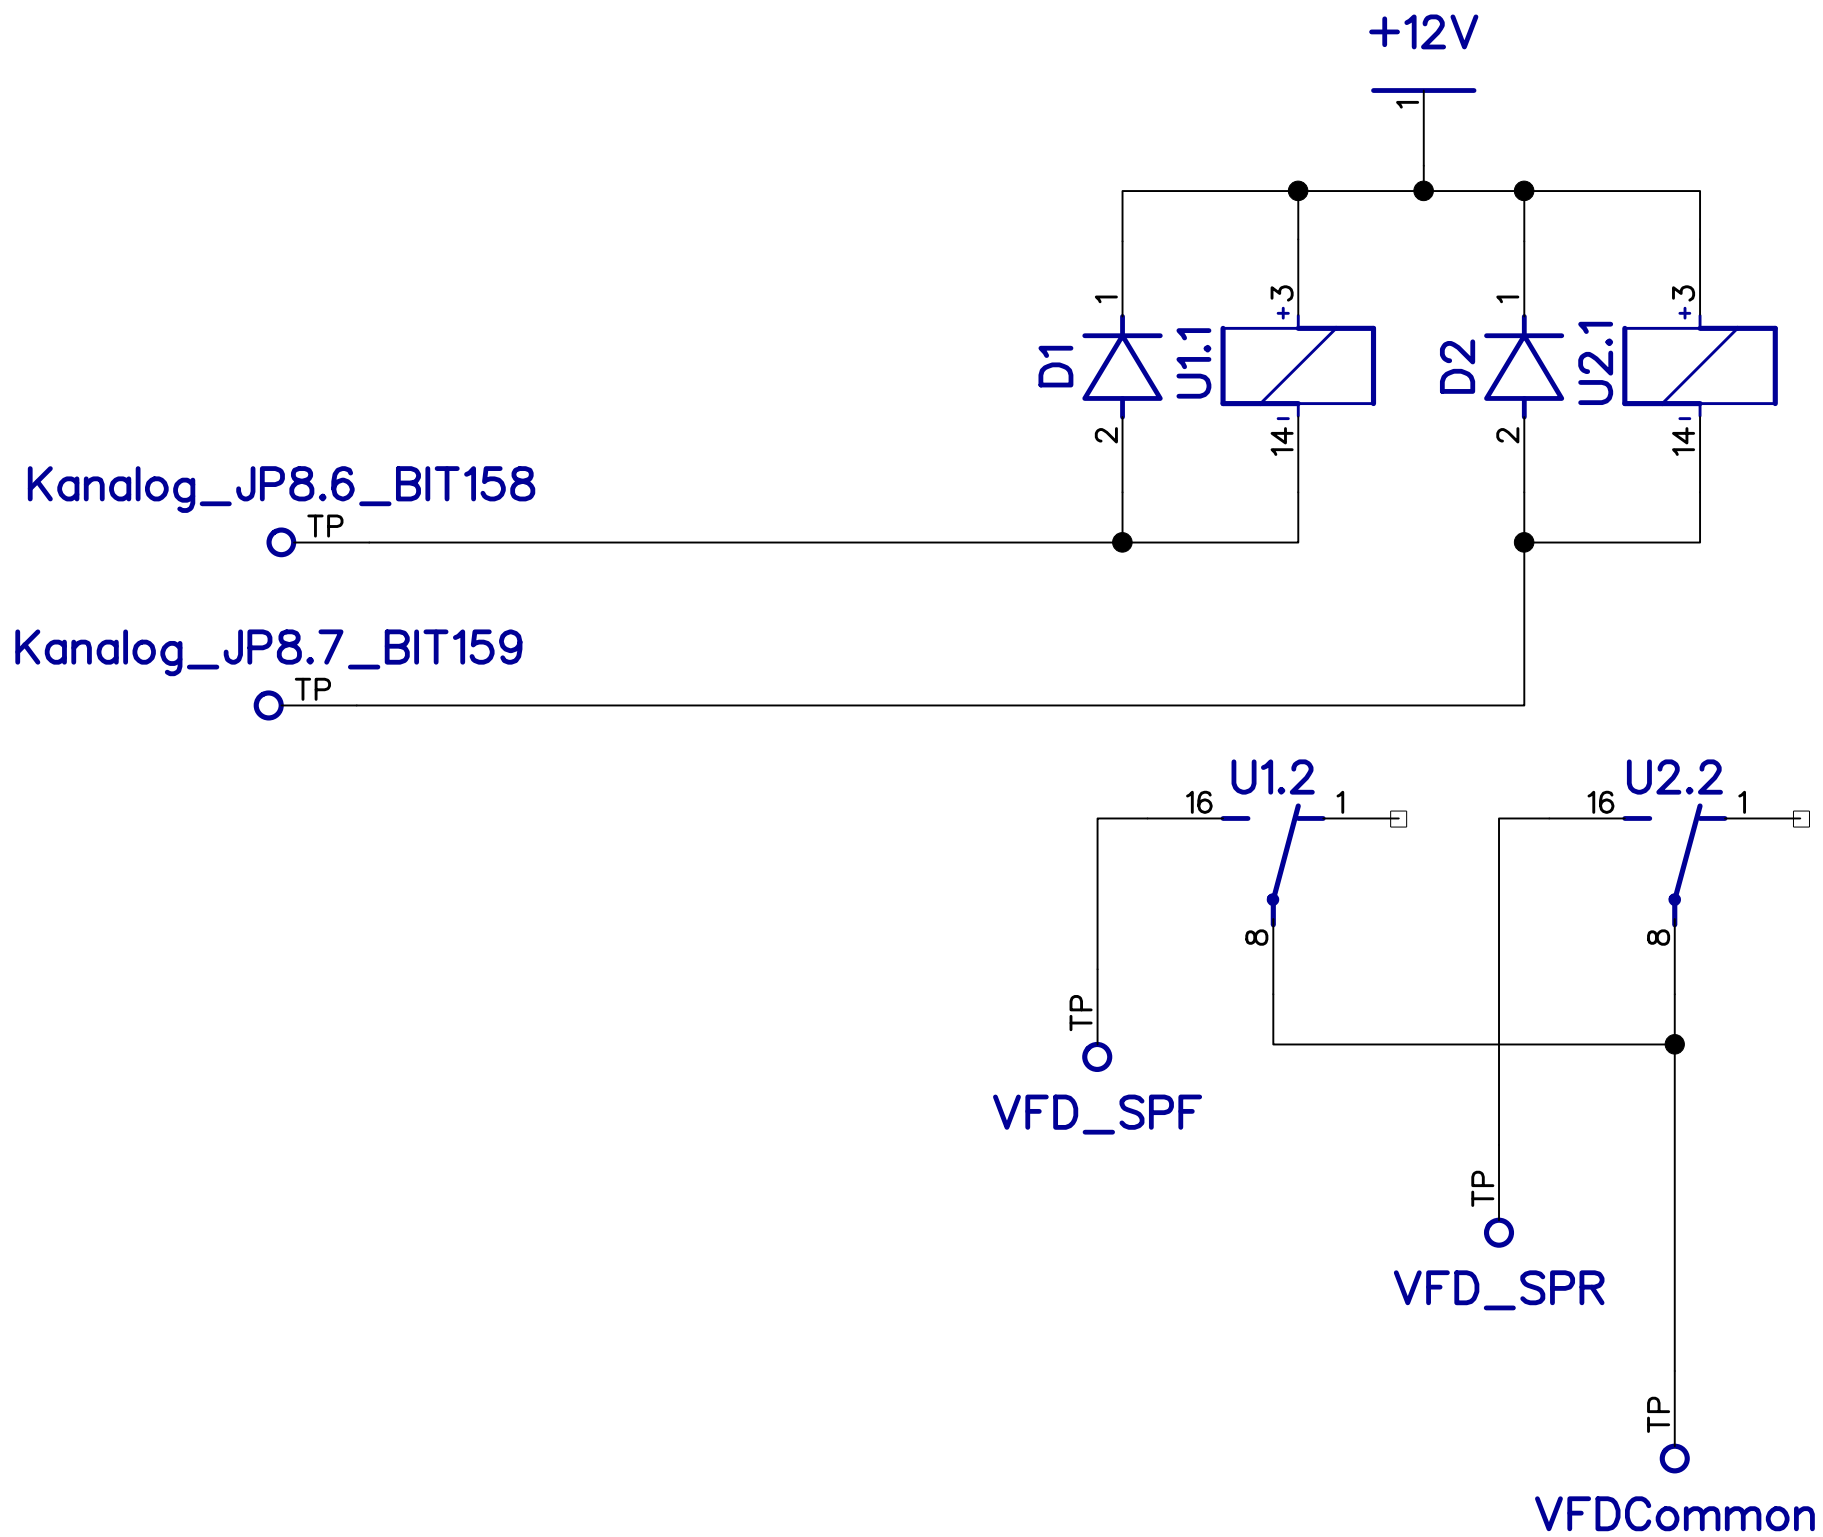 +12V
1
1
+ 3
1
+ 3
D1
U1.1
D2
U2.1
2
- 14
2
- 14
Kanalog_JP8.6_BIT158
TP
Kanalog_JP8.7_BIT159
TP
U1.2
U2.2
16
1
16
1
8
8
TP
VFD_SPF
TP
VFD_SPR
TP
VFDCommon